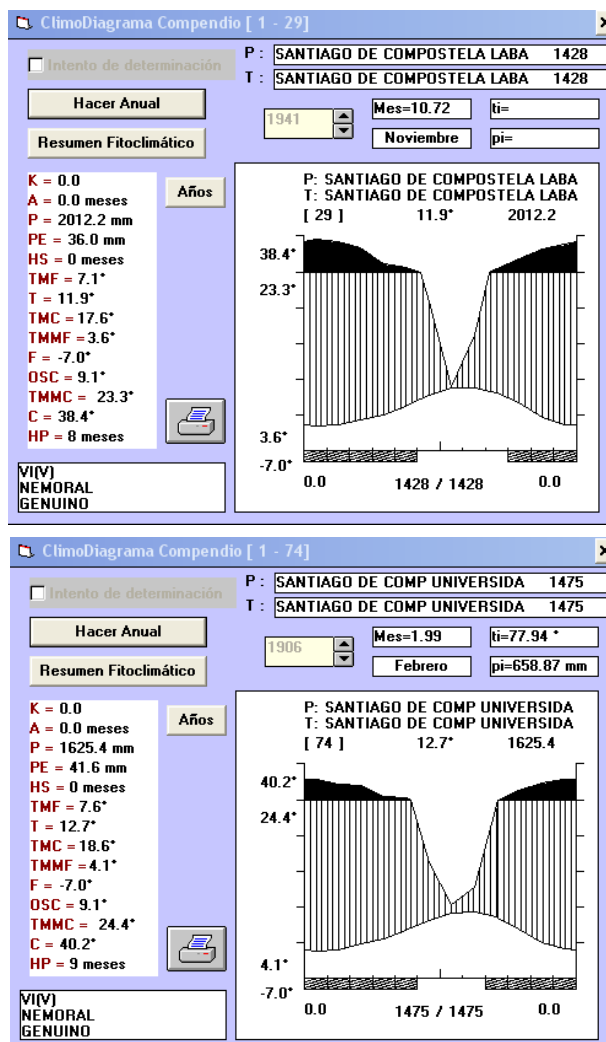 ClimoDiagrama Compendio [ 1 - 29]
Intento de determinación
P : SANTIAGO DE COMPOSTELA LABA 1428
T : SANTIAGO DE COMPOSTELA LABA 1428
Hacer Anual
1941
Mes=10.72
ti=
Resumen Fitoclimático
Noviembre
pi=
K = 0.0
A = 0.0 meses
P = 2012.2 mm
PE = 36.0 mm
HS = 0 meses
TMF = 7.1°
T = 11.9°
TMC = 17.6°
TMMF = 3.6°
F = -7.0°
OSC = 9.1°
TMMC = 23.3°
C = 38.4°
HP = 8 meses
Años
P: SANTIAGO DE COMPOSTELA LABA
T: SANTIAGO DE COMPOSTELA LABA
[ 29 ] 11.9° 2012.2
38.4°
23.3°
3.6°
-7.0°
0.0 1428 / 1428 0.0
VI(V)
NEMORAL
GENUINO
ClimoDiagrama Compendio [ 1 - 74]
Intento de determinación
P : SANTIAGO DE COMP UNIVERSIDA 1475
T : SANTIAGO DE COMP UNIVERSIDA 1475
Hacer Anual
1906
Mes=1.99
ti=77.94 °
Resumen Fitoclimático
Febrero
pi=658.87 mm
K = 0.0
A = 0.0 meses
P = 1625.4 mm
PE = 41.6 mm
HS = 0 meses
TMF = 7.6°
T = 12.7°
TMC = 18.6°
TMMF = 4.1°
F = -7.0°
OSC = 9.1°
TMMC = 24.4°
C = 40.2°
HP = 9 meses
Años
P: SANTIAGO DE COMP UNIVERSIDA
T: SANTIAGO DE COMP UNIVERSIDA
[ 74 ] 12.7° 1625.4
40.2°
24.4°
4.1°
-7.0°
0.0 1475 / 1475 0.0
VI(V)
NEMORAL
GENUINO